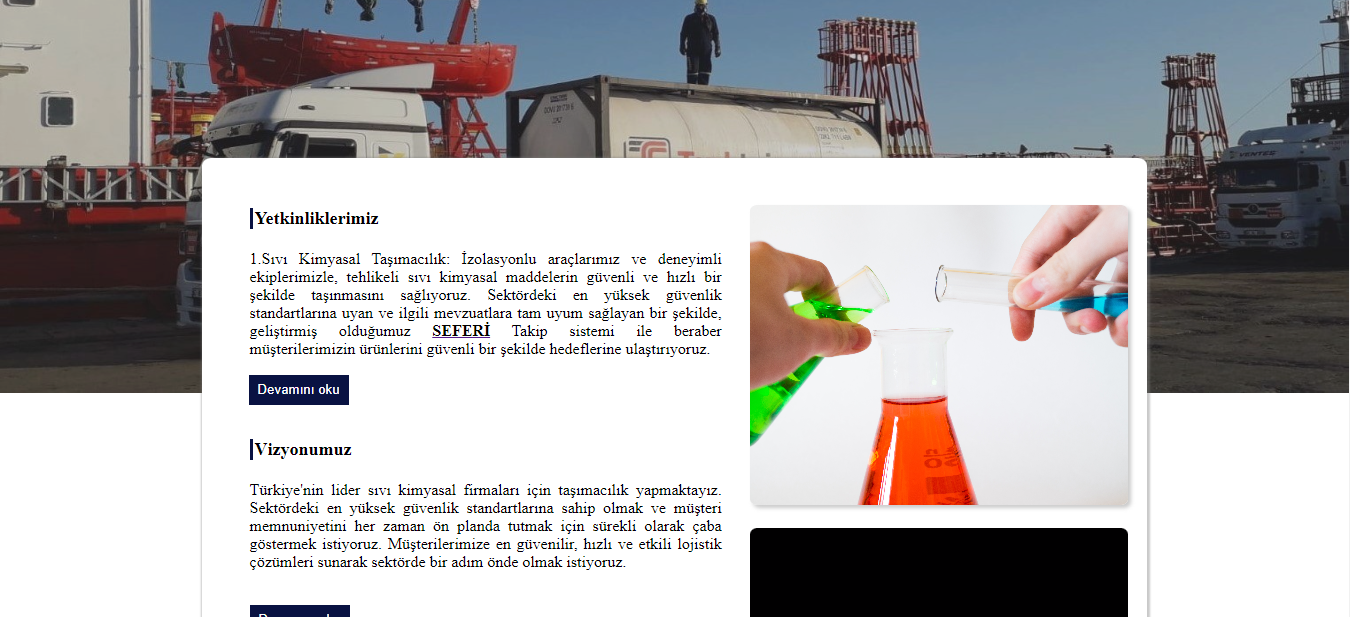 VENTEC
Yetkinliklerimiz
1.Sıvı Kimyasal Taşımacılık: İzolasyonlu araçlarımız ve deneyimli
ekiplerimizle, tehlikeli sıvı kimyasal maddelerin güvenli ve hızlı bir
şekilde taşınmasını sağlıyoruz. Sektördeki en yüksek güvenlik
standartlarına uyan ve ilgili mevzuatlara tam uyum sağlayan bir şekilde,
geliştirmiş olduğumuz SEFERİ Takip sistemi ile beraber
müşterilerimizin ürünlerini güvenli bir şekilde hedeflerine ulaştırıyoruz.
Devamını oku
Vizyonumuz
Türkiye'nin lider sıvı kimyasal firmaları için taşımacılık yapmaktayız.
Sektördeki en yüksek güvenlik standartlarına sahip olmak ve müşteri
memnuniyetini her zaman ön planda tutmak için sürekli olarak çaba
göstermek istiyoruz. Müşterilerimize en güvenilir, hızlı ve etkili lojistik
çözümleri sunarak sektörde bir adım önde olmak istiyoruz.